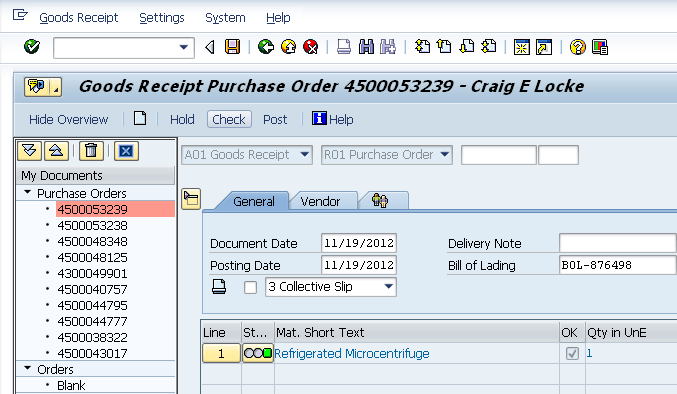 Goods Receipt Settings System Help
Goods Receipt Purchase Order 4500053239 - Craig E Locke
Hide Overview Hold Check Post Help
My Documents
Purchase Orders
4500053239
4500053238
4500048348
4500048125
4300049901
4500040757
4500044795
4500044777
4500038322
4500043017
Orders
Blank
A01 Goods Receipt R01 Purchase Order
General Vendor
Document Date 11/19/2012 Delivery Note
Posting Date 11/19/2012 Bill of Lading BOL-876498
3 Collective Slip
Line St... Mat. Short Text OK Qty in UnE
1 Refrigerated Microcentrifuge 1